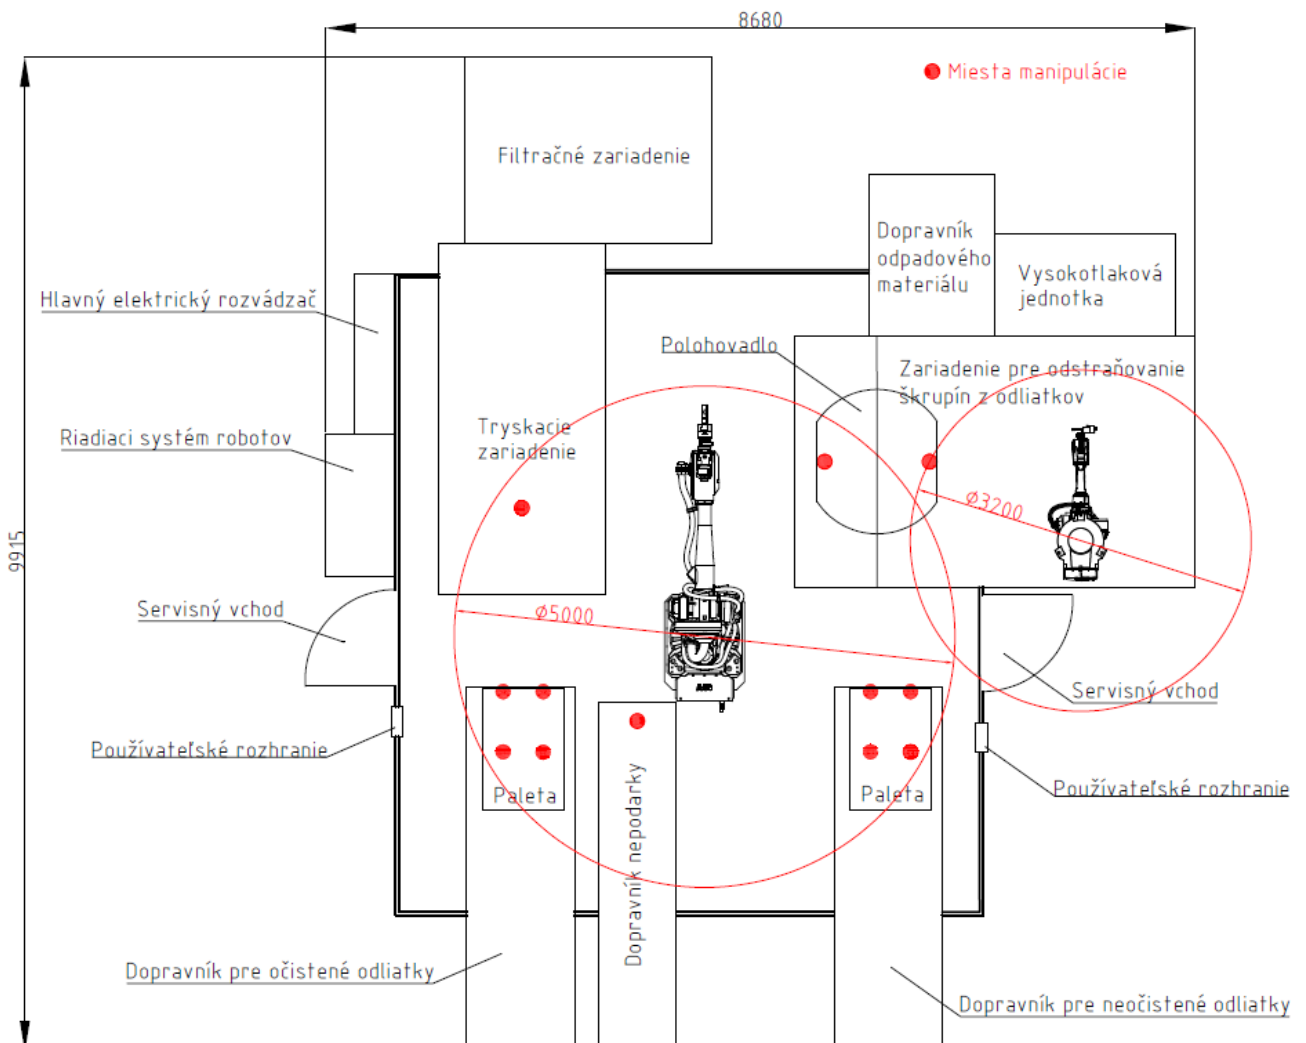 8680
Miesta manipulácie
Filtračné zariadenie
Dopravník
odpadového
materiálu
Vysokotlaková
jednotka
Hlavný elektrický rozvádzač
Polohovadlo
Zariadenie pre odstraňovanie
škrupín z odliatkov
Tryskacie
zariadenie
Riadiaci systém robotov
Ø3200
9915
Servisný vchod
Ø5000
Servisný vchod
Používateľské rozhranie
Paleta
Paleta
Používateľské rozhranie
Dopravník nepodarky
Dopravník pre očistené odliatky
Dopravník pre neočistené odliatky